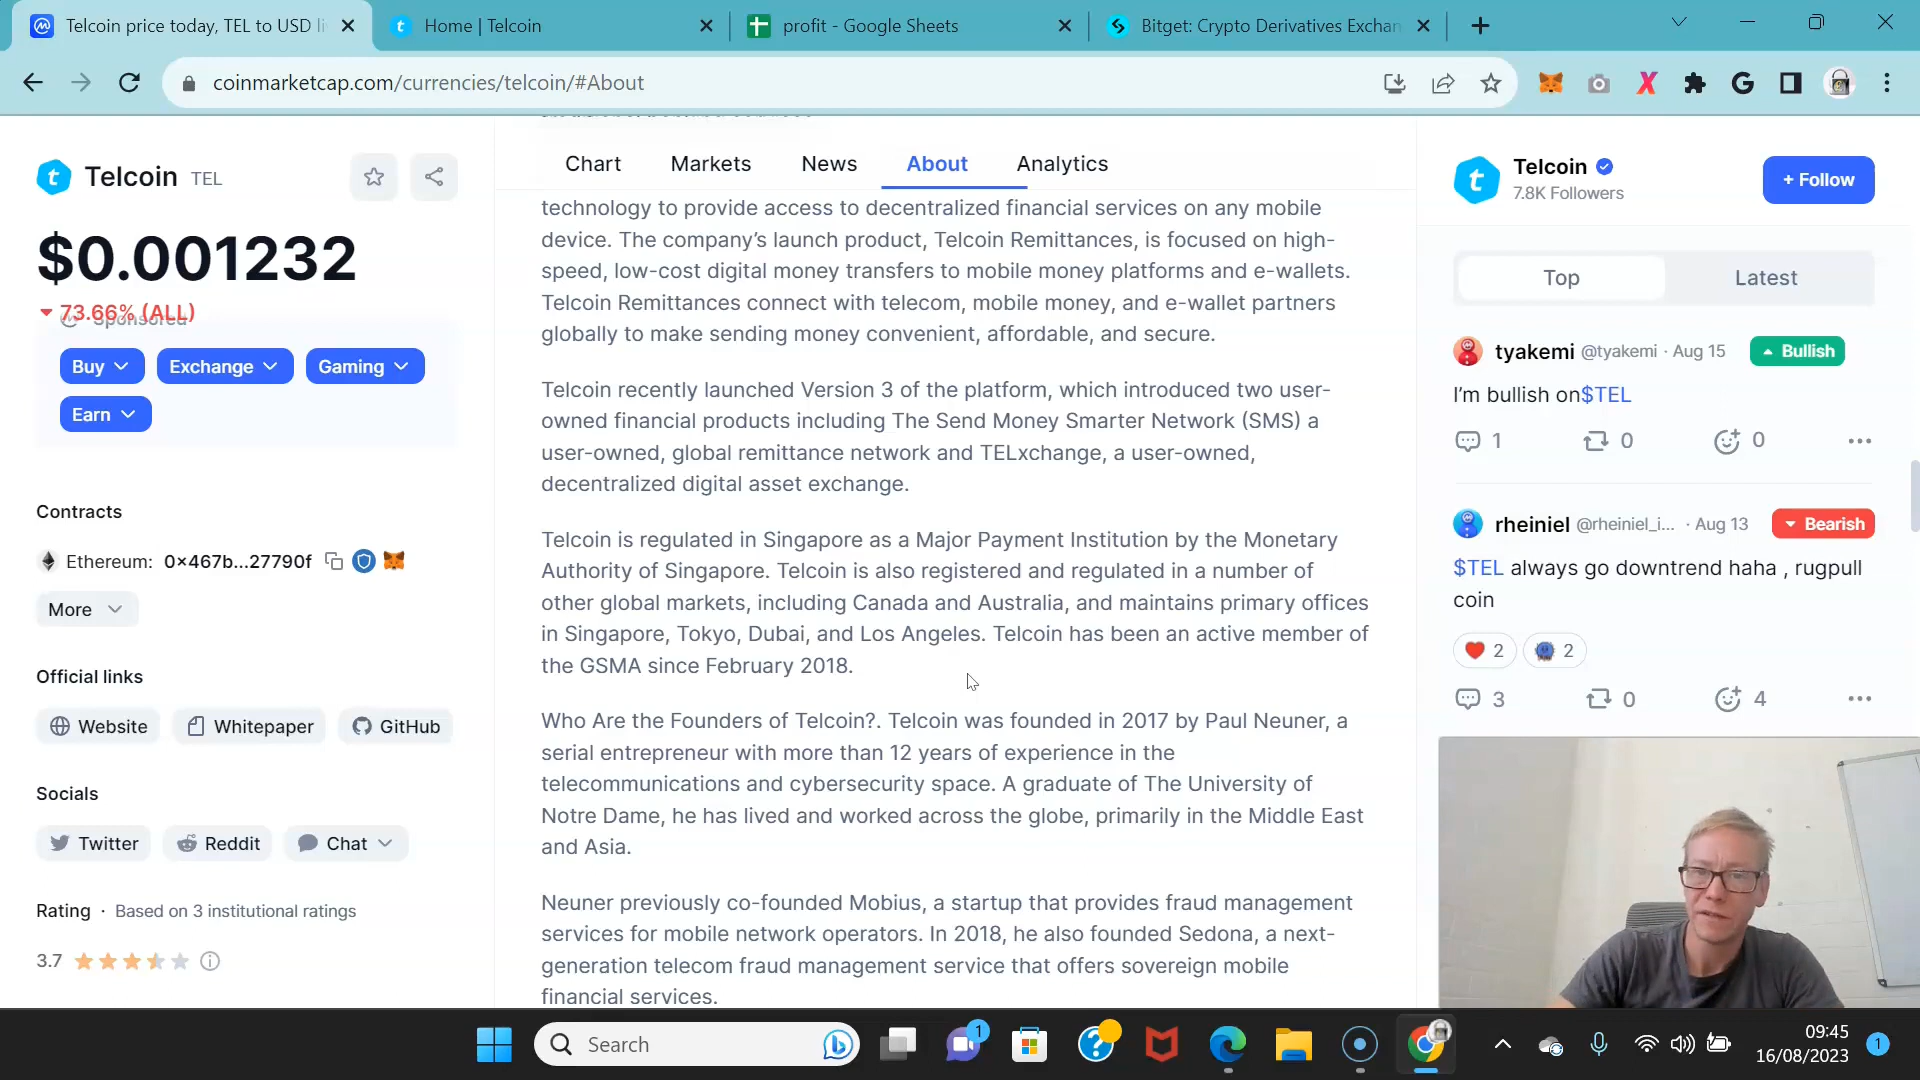 Telcoin price today, TEL to USD li
Home | Telcoin
profit - Google Sheets
Bitget: Crypto Derivatives Exchan
coinmarketcap.com/currencies/telcoin/#About
Telcoin TEL
$0.001232
73.66% (ALL)
Sponsored
Buy
Exchange
Gaming
Earn
Contracts
Ethereum: 0x467b...27790f
More
Official links
Website
Whitepaper
GitHub
Socials
Twitter
Reddit
Chat
Rating · Based on 3 institutional ratings
3.7
Chart
Markets
News
About
Analytics
technology to provide access to decentralized financial services on any mobile
device. The company’s launch product, Telcoin Remittances, is focused on high-
speed, low-cost digital money transfers to mobile money platforms and e-wallets.
Telcoin Remittances connect with telecom, mobile money, and e-wallet partners
globally to make sending money convenient, affordable, and secure.
Telcoin recently launched Version 3 of the platform, which introduced two user-
owned financial products including The Send Money Smarter Network (SMS) a
user-owned, global remittance network and TELxchange, a user-owned,
decentralized digital asset exchange.
Telcoin is regulated in Singapore as a Major Payment Institution by the Monetary
Authority of Singapore. Telcoin is also registered and regulated in a number of
other global markets, including Canada and Australia, and maintains primary offices
in Singapore, Tokyo, Dubai, and Los Angeles. Telcoin has been an active member of
the GSMA since February 2018.
Who Are the Founders of Telcoin?. Telcoin was founded in 2017 by Paul Neuner, a
serial entrepreneur with more than 12 years of experience in the
telecommunications and cybersecurity space. A graduate of The University of
Notre Dame, he has lived and worked across the globe, primarily in the Middle East
and Asia.
Neuner previously co-founded Mobius, a startup that provides fraud management
services for mobile network operators. In 2018, he also founded Sedona, a next-
generation telecom fraud management service that offers sovereign mobile
financial services.
Telcoin
7.8K Followers
+ Follow
Top
Latest
tyakemi @tyakemi · Aug 15
Bullish
I’m bullish on$TEL
1
0
0
rheiniel @rheiniel_i... · Aug 13
Bearish
$TEL always go downtrend haha , rugpull
coin
2
2
3
0
4
Search
1
09:45
16/08/2023
1